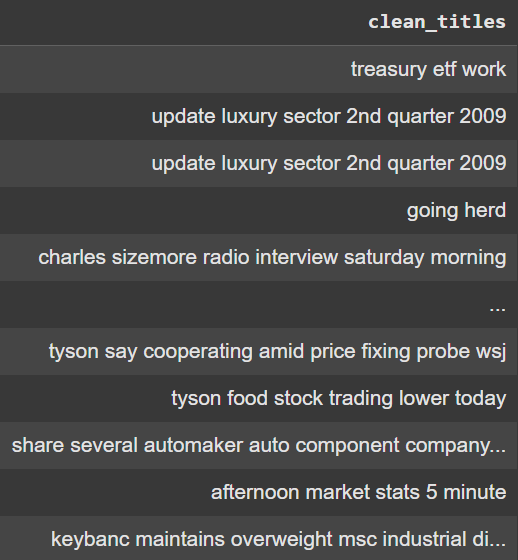 clean_titles
treasury etf work
update luxury sector 2nd quarter 2009
update luxury sector 2nd quarter 2009
going herd
charles sizemore radio interview saturday morning
...
tyson say cooperating amid price fixing probe wsj
tyson food stock trading lower today
share several automaker auto component company...
afternoon market stats 5 minute
keybanc maintains overweight msc industrial di...